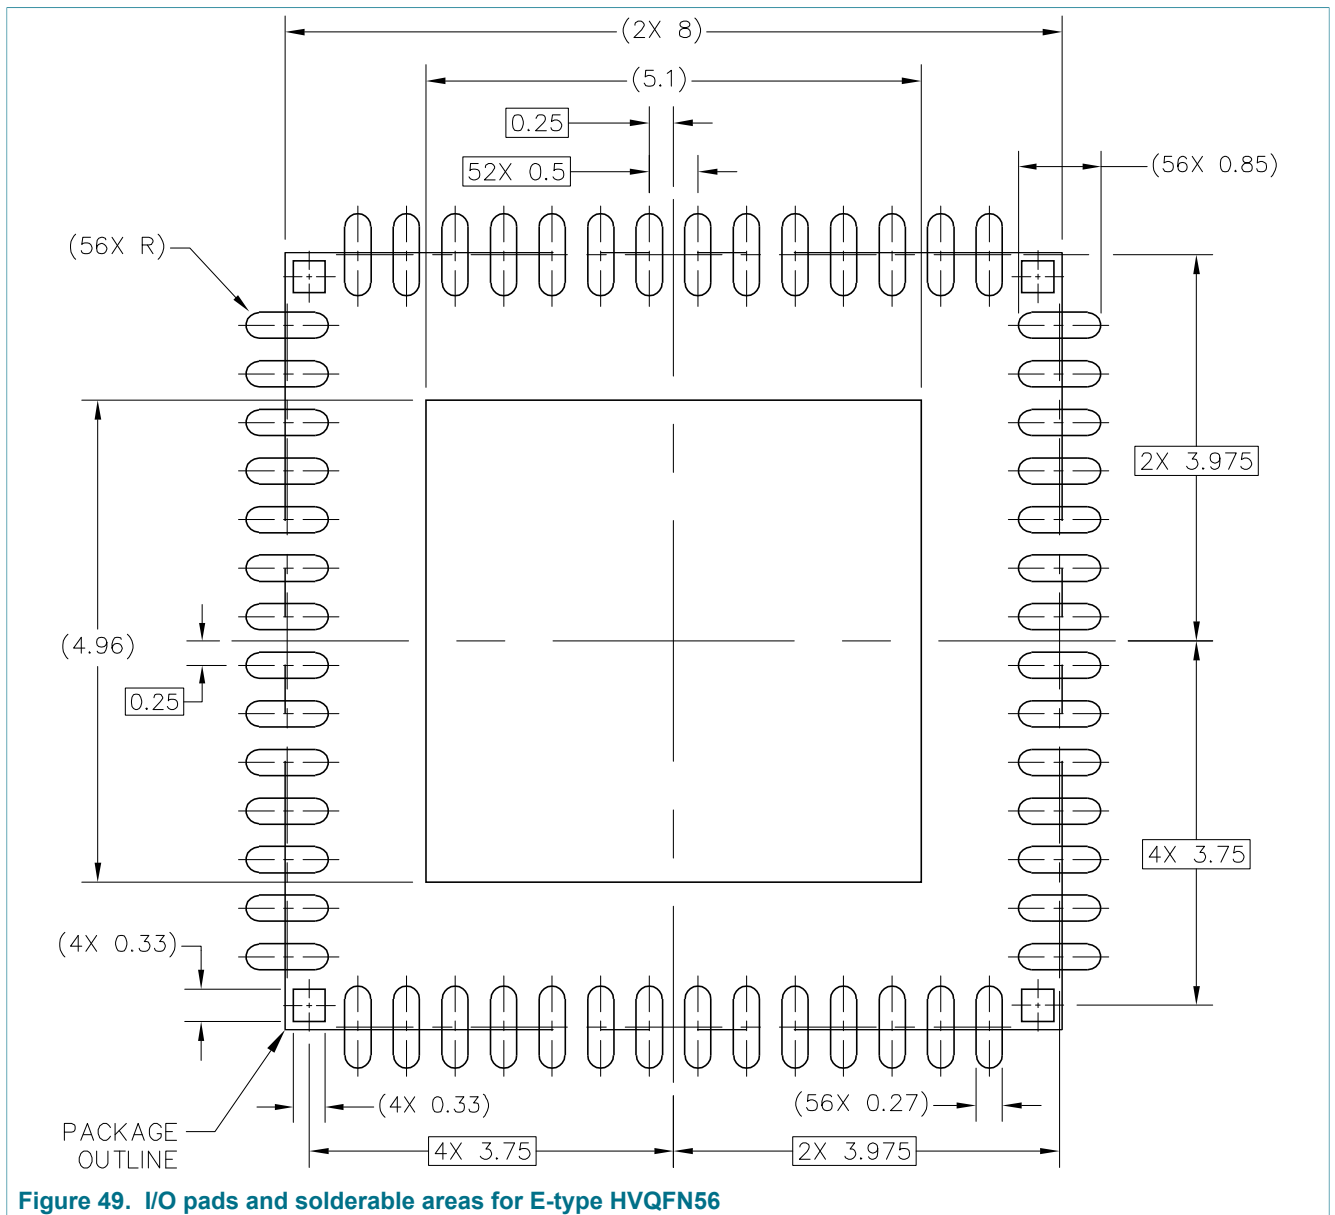 (2X 8)
(5.1)
0.25
52X 0.5
(56X 0.85)
(56X R)
2X 3.975
(4.96)
0.25
4X 3.75
(4X 0.33)
(4X 0.33)
(56X 0.27)
PACKAGE
OUTLINE
4X 3.75
2X 3.975
Figure 49. I/O pads and solderable areas for E-type HVQFN56